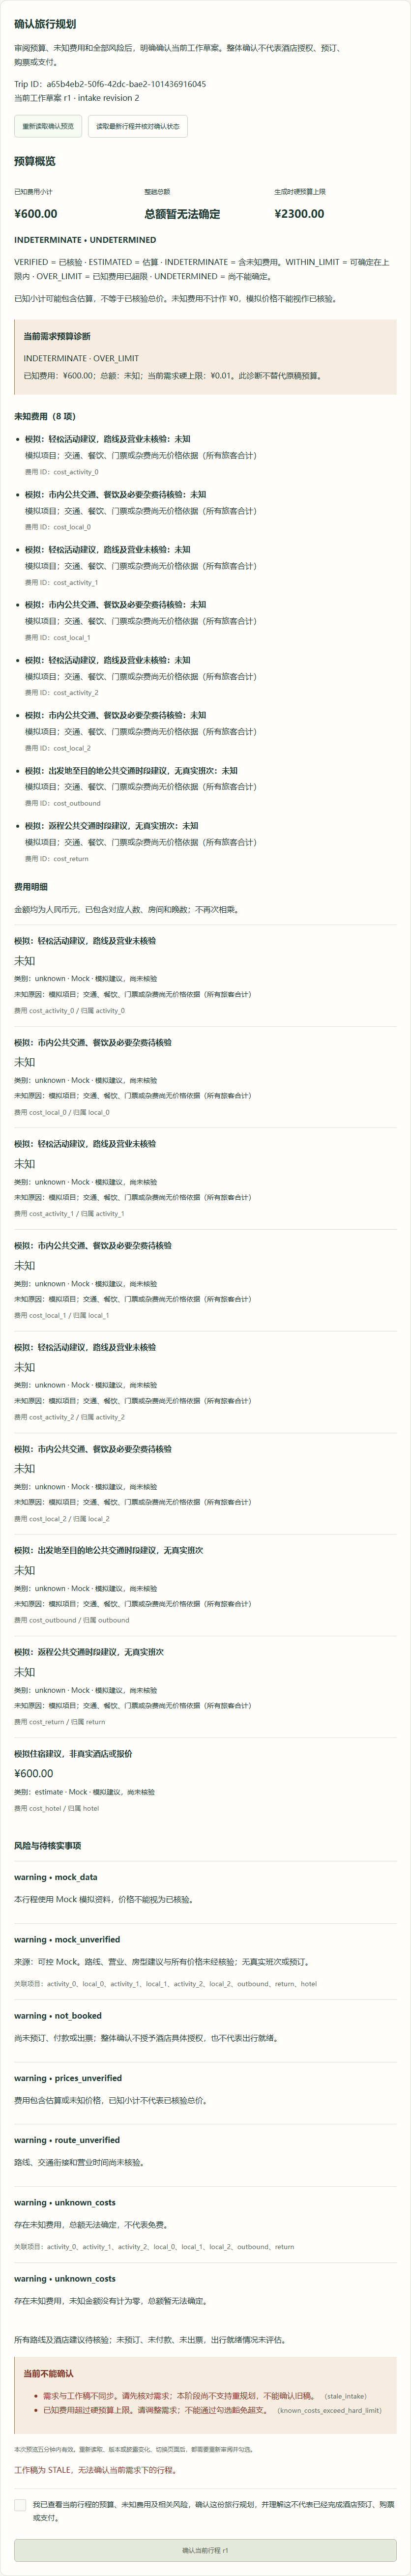 确认旅行规划
审阅预算、未知费用和全部风险后，明确确认当前工作草案。整体确认不代表酒店授权、预订、
购票或支付。
Trip ID：a65b4eb2-50f6-42dc-bae2-101436916045
当前工作草案 r1 · intake revision 2
重新读取确认预览
读取最新行程并核对确认状态
预算概览
已知费用小计
整趟总额
生成时硬预算上限
¥600.00
总额暂无法确定
¥2300.00
INDETERMINATE • UNDETERMINED
VERIFIED = 已核验 · ESTIMATED = 估算 · INDETERMINATE = 含未知费用。WITHIN_LIMIT = 可确定在上
限内 · OVER_LIMIT = 已知费用已超限 · UNDETERMINED = 尚不能确定。
已知小计可能包含估算，不等于已核验总价。未知费用不计作 ¥0，模拟价格不能视作已核验。
当前需求预算诊断
INDETERMINATE · OVER_LIMIT
已知费用：¥600.00；总额：未知；当前需求硬上限：¥0.01。此诊断不替代原稿预算。
未知费用（8 项）
• 模拟：轻松活动建议，路线及营业未核验：未知
模拟项目；交通、餐饮、门票或杂费尚无价格依据（所有旅客合计）
费用 ID：cost_activity_0
• 模拟：市内公共交通、餐饮及必要杂费待核验：未知
模拟项目；交通、餐饮、门票或杂费尚无价格依据（所有旅客合计）
费用 ID：cost_local_0
• 模拟：轻松活动建议，路线及营业未核验：未知
模拟项目；交通、餐饮、门票或杂费尚无价格依据（所有旅客合计）
费用 ID：cost_activity_1
• 模拟：市内公共交通、餐饮及必要杂费待核验：未知
模拟项目；交通、餐饮、门票或杂费尚无价格依据（所有旅客合计）
费用 ID：cost_local_1
• 模拟：轻松活动建议，路线及营业未核验：未知
模拟项目；交通、餐饮、门票或杂费尚无价格依据（所有旅客合计）
费用 ID：cost_activity_2
• 模拟：市内公共交通、餐饮及必要杂费待核验：未知
模拟项目；交通、餐饮、门票或杂费尚无价格依据（所有旅客合计）
费用 ID：cost_local_2
• 模拟：出发地至目的地公共交通时段建议，无真实班次：未知
模拟项目；交通、餐饮、门票或杂费尚无价格依据（所有旅客合计）
费用 ID：cost_outbound
• 模拟：返程公共交通时段建议，无真实班次：未知
模拟项目；交通、餐饮、门票或杂费尚无价格依据（所有旅客合计）
费用 ID：cost_return
费用明细
金额均为人民币元，已包含对应人数、房间和晚数；不再次相乘。
模拟：轻松活动建议，路线及营业未核验
未知
类别：unknown · Mock · 模拟建议，尚未核验
未知原因：模拟项目；交通、餐饮、门票或杂费尚无价格依据（所有旅客合计）
费用 cost_activity_0 / 归属 activity_0
模拟：市内公共交通、餐饮及必要杂费待核验
未知
类别：unknown · Mock · 模拟建议，尚未核验
未知原因：模拟项目；交通、餐饮、门票或杂费尚无价格依据（所有旅客合计）
费用 cost_local_0 / 归属 local_0
模拟：轻松活动建议，路线及营业未核验
未知
类别：unknown · Mock · 模拟建议，尚未核验
未知原因：模拟项目；交通、餐饮、门票或杂费尚无价格依据（所有旅客合计）
费用 cost_activity_1 / 归属 activity_1
模拟：市内公共交通、餐饮及必要杂费待核验
未知
类别：unknown · Mock · 模拟建议，尚未核验
未知原因：模拟项目；交通、餐饮、门票或杂费尚无价格依据（所有旅客合计）
费用 cost_local_1 / 归属 local_1
模拟：轻松活动建议，路线及营业未核验
未知
类别：unknown · Mock · 模拟建议，尚未核验
未知原因：模拟项目；交通、餐饮、门票或杂费尚无价格依据（所有旅客合计）
费用 cost_activity_2 / 归属 activity_2
模拟：市内公共交通、餐饮及必要杂费待核验
未知
类别：unknown · Mock · 模拟建议，尚未核验
未知原因：模拟项目；交通、餐饮、门票或杂费尚无价格依据（所有旅客合计）
费用 cost_local_2 / 归属 local_2
模拟：出发地至目的地公共交通时段建议，无真实班次
未知
类别：unknown · Mock · 模拟建议，尚未核验
未知原因：模拟项目；交通、餐饮、门票或杂费尚无价格依据（所有旅客合计）
费用 cost_outbound / 归属 outbound
模拟：返程公共交通时段建议，无真实班次
未知
类别：unknown · Mock · 模拟建议，尚未核验
未知原因：模拟项目；交通、餐饮、门票或杂费尚无价格依据（所有旅客合计）
费用 cost_return / 归属 return
模拟住宿建议，非真实酒店或报价
¥600.00
类别：estimate · Mock · 模拟建议，尚未核验
费用 cost_hotel / 归属 hotel
风险与待核实事项
warning • mock_data
本行程使用 Mock 模拟资料，价格不能视为已核验。
warning • mock_unverified
来源：可控 Mock。路线、营业、房型建议与所有价格未经核验；无真实班次或预订。
关联项目：activity_0、local_0、activity_1、local_1、activity_2、local_2、outbound、return、hotel
warning • not_booked
尚未预订、付款或出票；整体确认不授予酒店具体授权，也不代表出行就绪。
warning • prices_unverified
费用包含估算或未知价格，已知小计不代表已核验总价。
warning • route_unverified
路线、交通衔接和营业时间尚未核验。
warning • unknown_costs
存在未知费用，总额无法确定，不代表免费。
关联项目：activity_0、activity_1、activity_2、local_0、local_1、local_2、outbound、return
warning • unknown_costs
存在未知费用，未知金额没有计为零，总额暂无法确定。
所有路线及酒店建议待核验；未预订、未付款、未出票，出行就绪情况未评估。
当前不能确认
• 需求与工作稿不同步。请先核对需求；本阶段尚不支持重规划，不能确认旧稿。（stale_intake）
• 已知费用超过硬预算上限。请调整需求；不能通过勾选豁免超支。（known_costs_exceed_hard_limit）
本次预览五分钟内有效。重新读取、版本或披露变化、切换页面后，都需要重新审阅并勾选。
工作稿为 STALE，无法确认当前需求下的行程。
我已查看当前行程的预算、未知费用及相关风险，确认这份旅行规划，并理解这不代表已经完成酒店预订、购票
或支付。
确认当前行程 r1